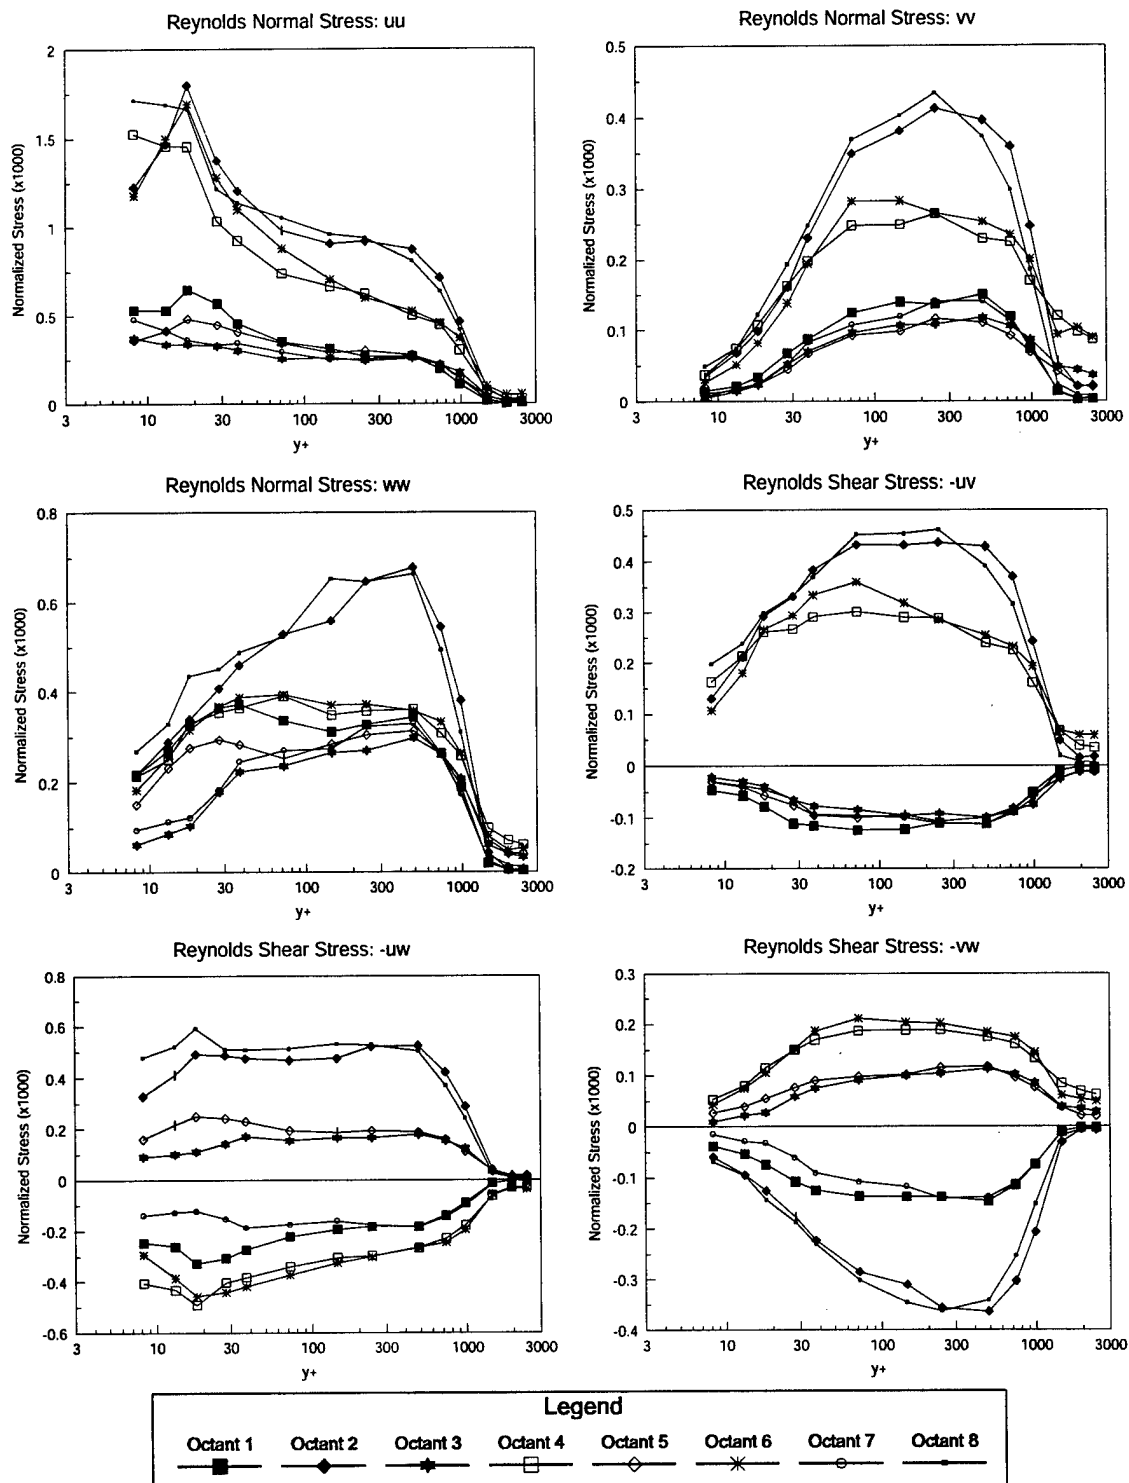 Reynolds Normal Stress: uu
Normalized Stress (x1000)
2
1.5
1
0.5
0
3 10 30 100 300 1000 3000
y+
Reynolds Normal Stress: vv
Normalized Stress (x1000)
0.5
0.4
0.3
0.2
0.1
0
3 10 30 100 300 1000 3000
y+
Reynolds Normal Stress: ww
Normalized Stress (x1000)
0.8
0.6
0.4
0.2
0
3 10 30 100 300 1000 3000
y+
Reynolds Shear Stress: -uv
Normalized Stress (x1000)
0.5
0.4
0.3
0.2
0.1
0
-0.1
-0.2
3 10 30 100 300 1000 3000
y+
Reynolds Shear Stress: -uw
Normalized Stress (x1000)
0.8
0.6
0.4
0.2
0
-0.2
-0.4
-0.6
3 10 30 100 300 1000 3000
y+
Reynolds Shear Stress: -vw
Normalized Stress (x1000)
0.3
0.2
0.1
0
-0.1
-0.2
-0.3
-0.4
3 10 30 100 300 1000 3000
y+
Legend
Octant 1 Octant 2 Octant 3 Octant 4 Octant 5 Octant 6 Octant 7 Octant 8